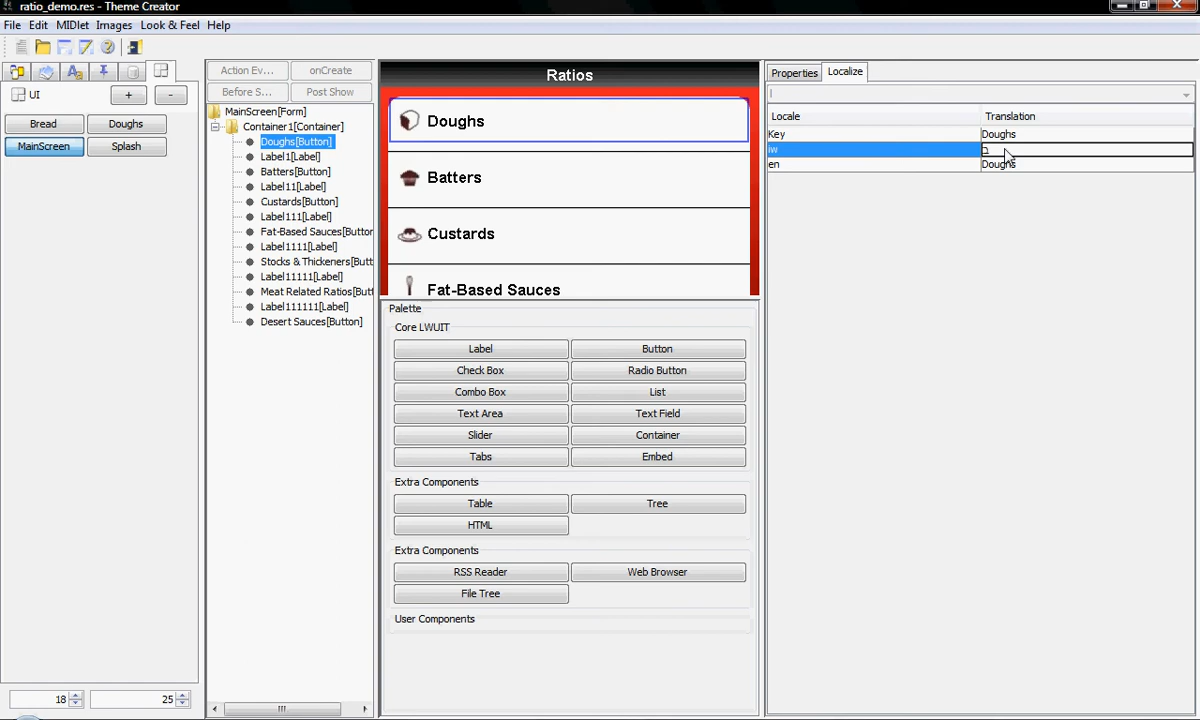 ratio_demo.res - Theme Creator
File Edit MIDlet Images Look & Feel Help
UI
+ -
Bread Doughs
MainScreen Splash
18 25
Action Ev... onCreate
Before S... Post Show
MainScreen[Form]
Container1[Container]
Doughs[Button]
Label1[Label]
Batters[Button]
Label11[Label]
Custards[Button]
Label111[Label]
Fat-Based Sauces[Button
Label1111[Label]
Stocks & Thickeners[Butt
Label11111[Label]
Meat Related Ratios[But
Label111111[Label]
Desert Sauces[Button]
Ratios
Doughs
Batters
Custards
Fat-Based Sauces
Palette
Core LWUIT
Label Button
Check Box Radio Button
Combo Box List
Text Area Text Field
Slider Container
Tabs Embed
Extra Components
Table Tree
HTML
Extra Components
RSS Reader Web Browser
File Tree
User Components
Properties Localize
Locale Translation
Key Doughs
iw
en Doughs